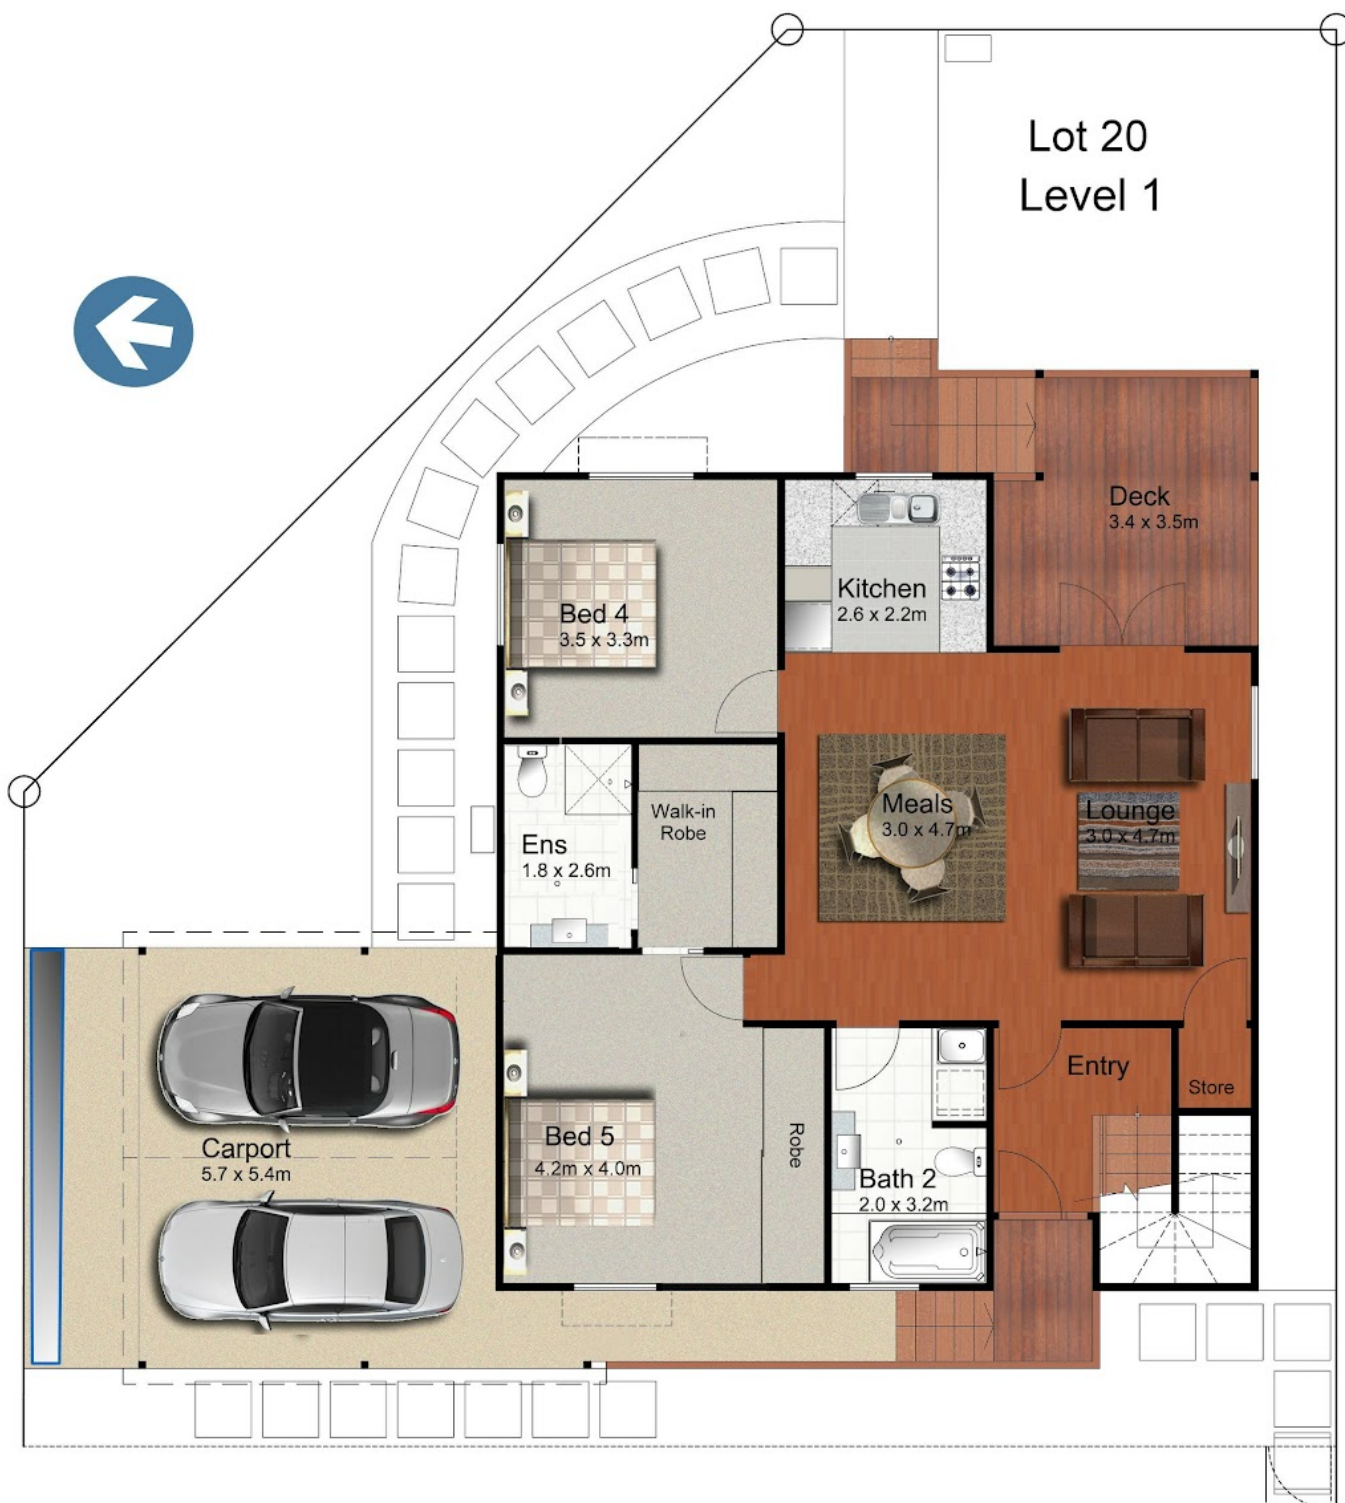 Lot 20
Level 1
Deck
3.4 x 3.5m
Kitchen
2.6 x 2.2m
Bed 4
3.5 x 3.3m
Walk-in
Robe
Meals
3.0 x 4.7m
Lounge
3.0 x 4.7m
Ens
1.8 x 2.6m
Entry
Store
Carport
5.7 x 5.4m
Bed 5
4.2m x 4.0m
Robe
Bath 2
2.0 x 3.2m